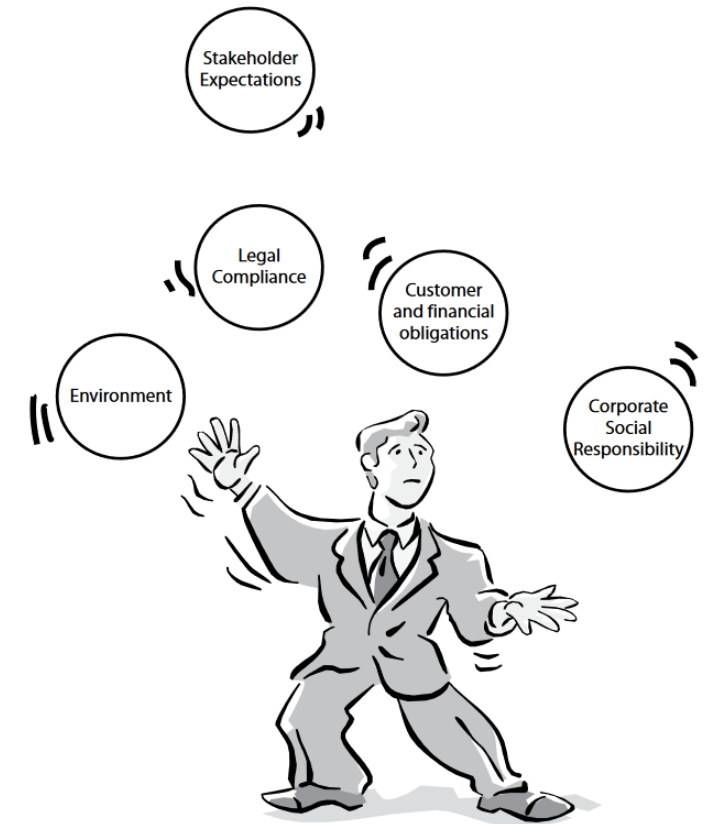 Stakeholder
Expectations
Legal
Compliance
Customer
and financial
obligations
Environment
Corporate
Social
Responsibility